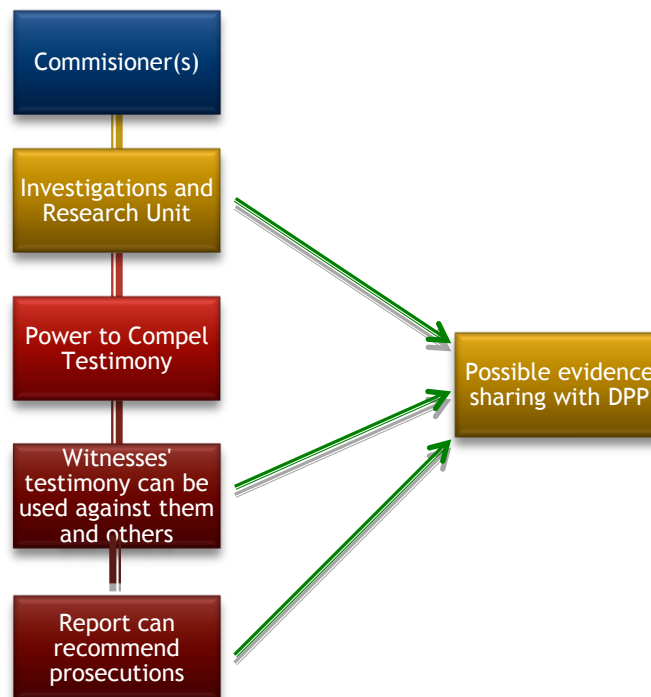 Commisioner(s)
Investigations and
Research Unit
Power to Compel
Testimony
Witnesses'
testimony can be
used against them
and others
Report can
recommend
prosecutions
Possible evidence
sharing with DPP